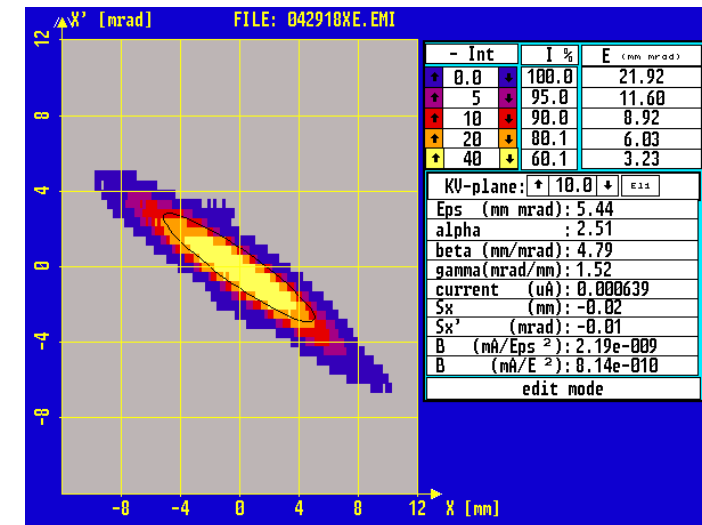 X' [mrad]
FILE: 042918XE.EMI
12
8
4
0
-4
-8
-8 -4 0 4 8 12 X [mm]
- Int I % E (mm mrad)
0.0 100.0 21.92
5 95.0 11.60
10 90.0 8.92
20 80.1 6.03
40 60.1 3.23
KV-plane: 10.0 Eli
Eps (mm mrad): 5.44
alpha : 2.51
beta (mm/mrad): 4.79
gamma(mrad/mm): 1.52
current (uA): 0.000639
Sx (mm): -0.02
Sx' (mrad): -0.01
B (mA/Eps ²): 2.19e-009
B (mA/E ²): 8.14e-010
edit mode